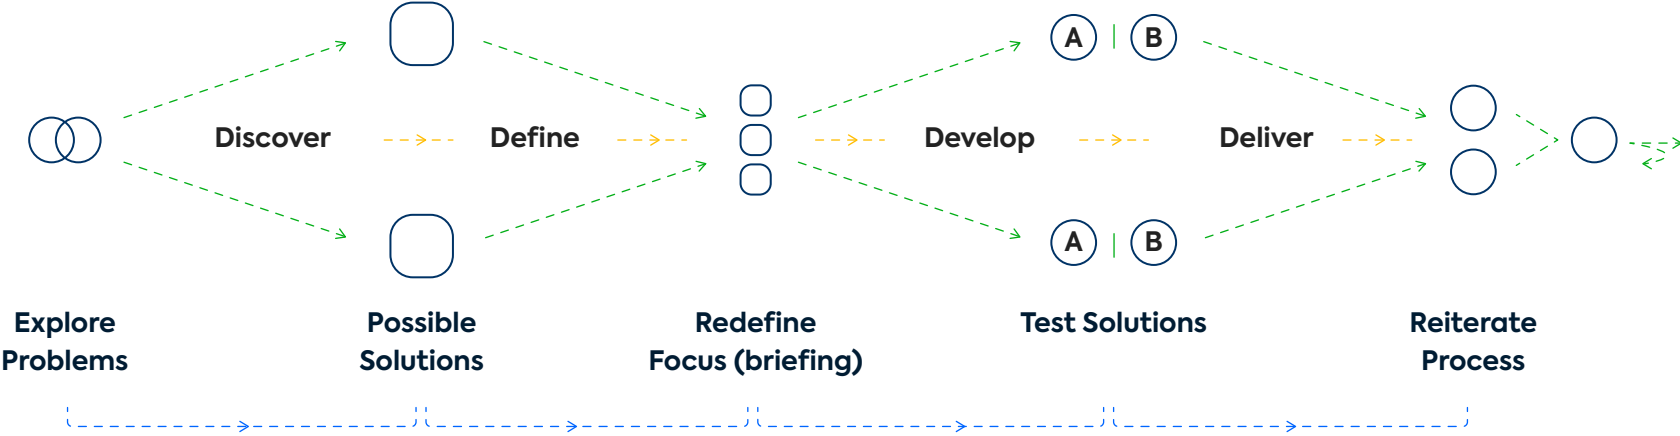 A
B
Discover
Define
Develop
Deliver
A
B
Explore
Problems
Possible
Solutions
Redefine
Focus (briefing)
Test Solutions
Reiterate
Process